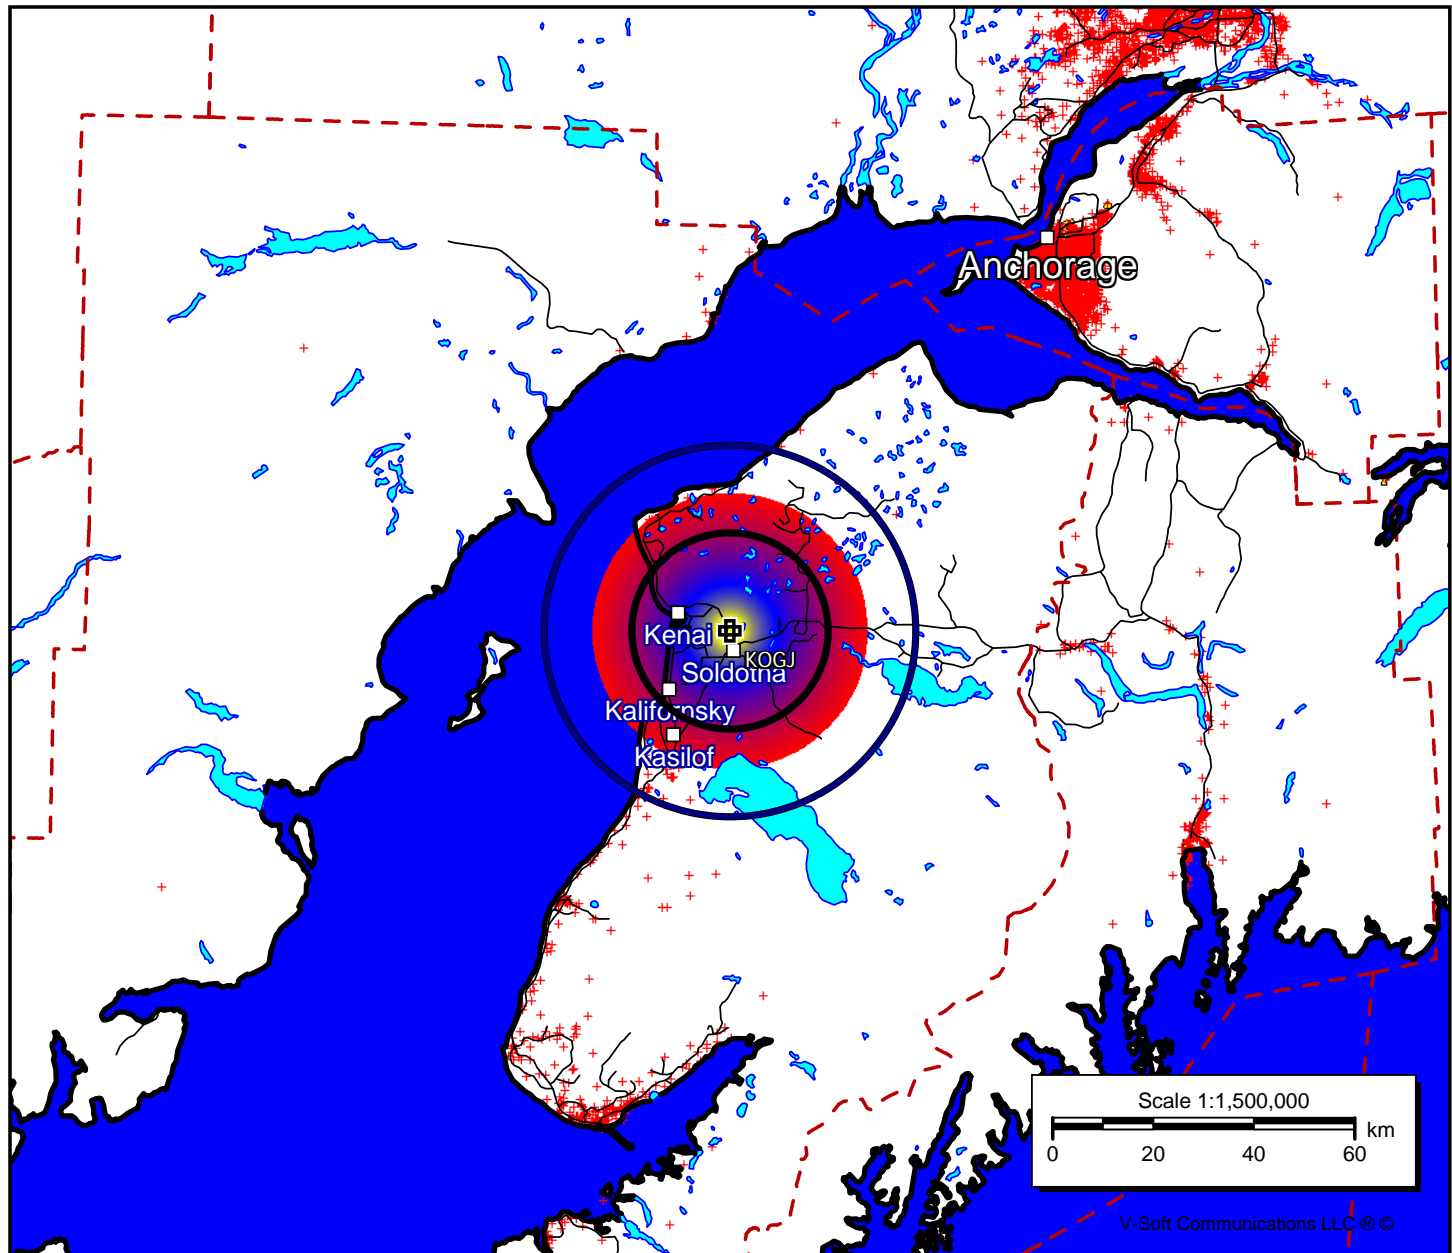 Anchorage
Kenai
KOGJ
Soldotna
Kalifornsky
Kasilof
Scale 1:1,500,000
km
0 20 40 60
V-Soft Communications LLC ® ©